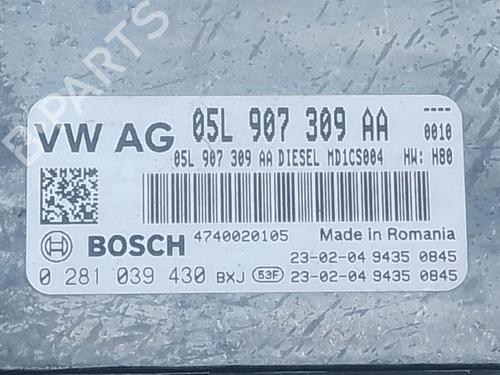 VW AG 05L 907 309 AA
0010
05L 907 309 AA DIESEL MD1CS004 HW: H80
BOSCH 4740020105 Made in Romania
23-02-04 9435 0845
0 281 039 430 BXJ 53F 23-02-04 9435 0845
B-PARTS